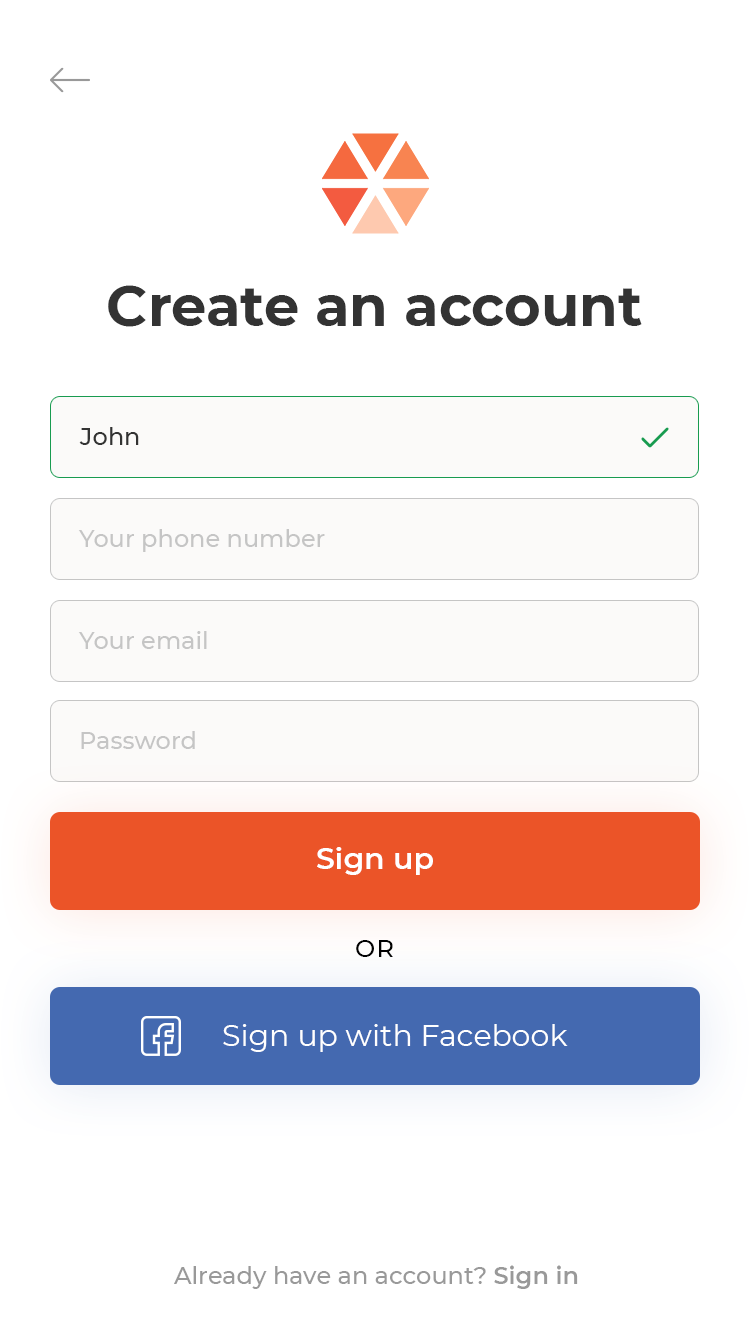 Create an account
John
Your phone number
Your email
Password
Sign up
OR
Sign up with Facebook
Already have an account? Sign in